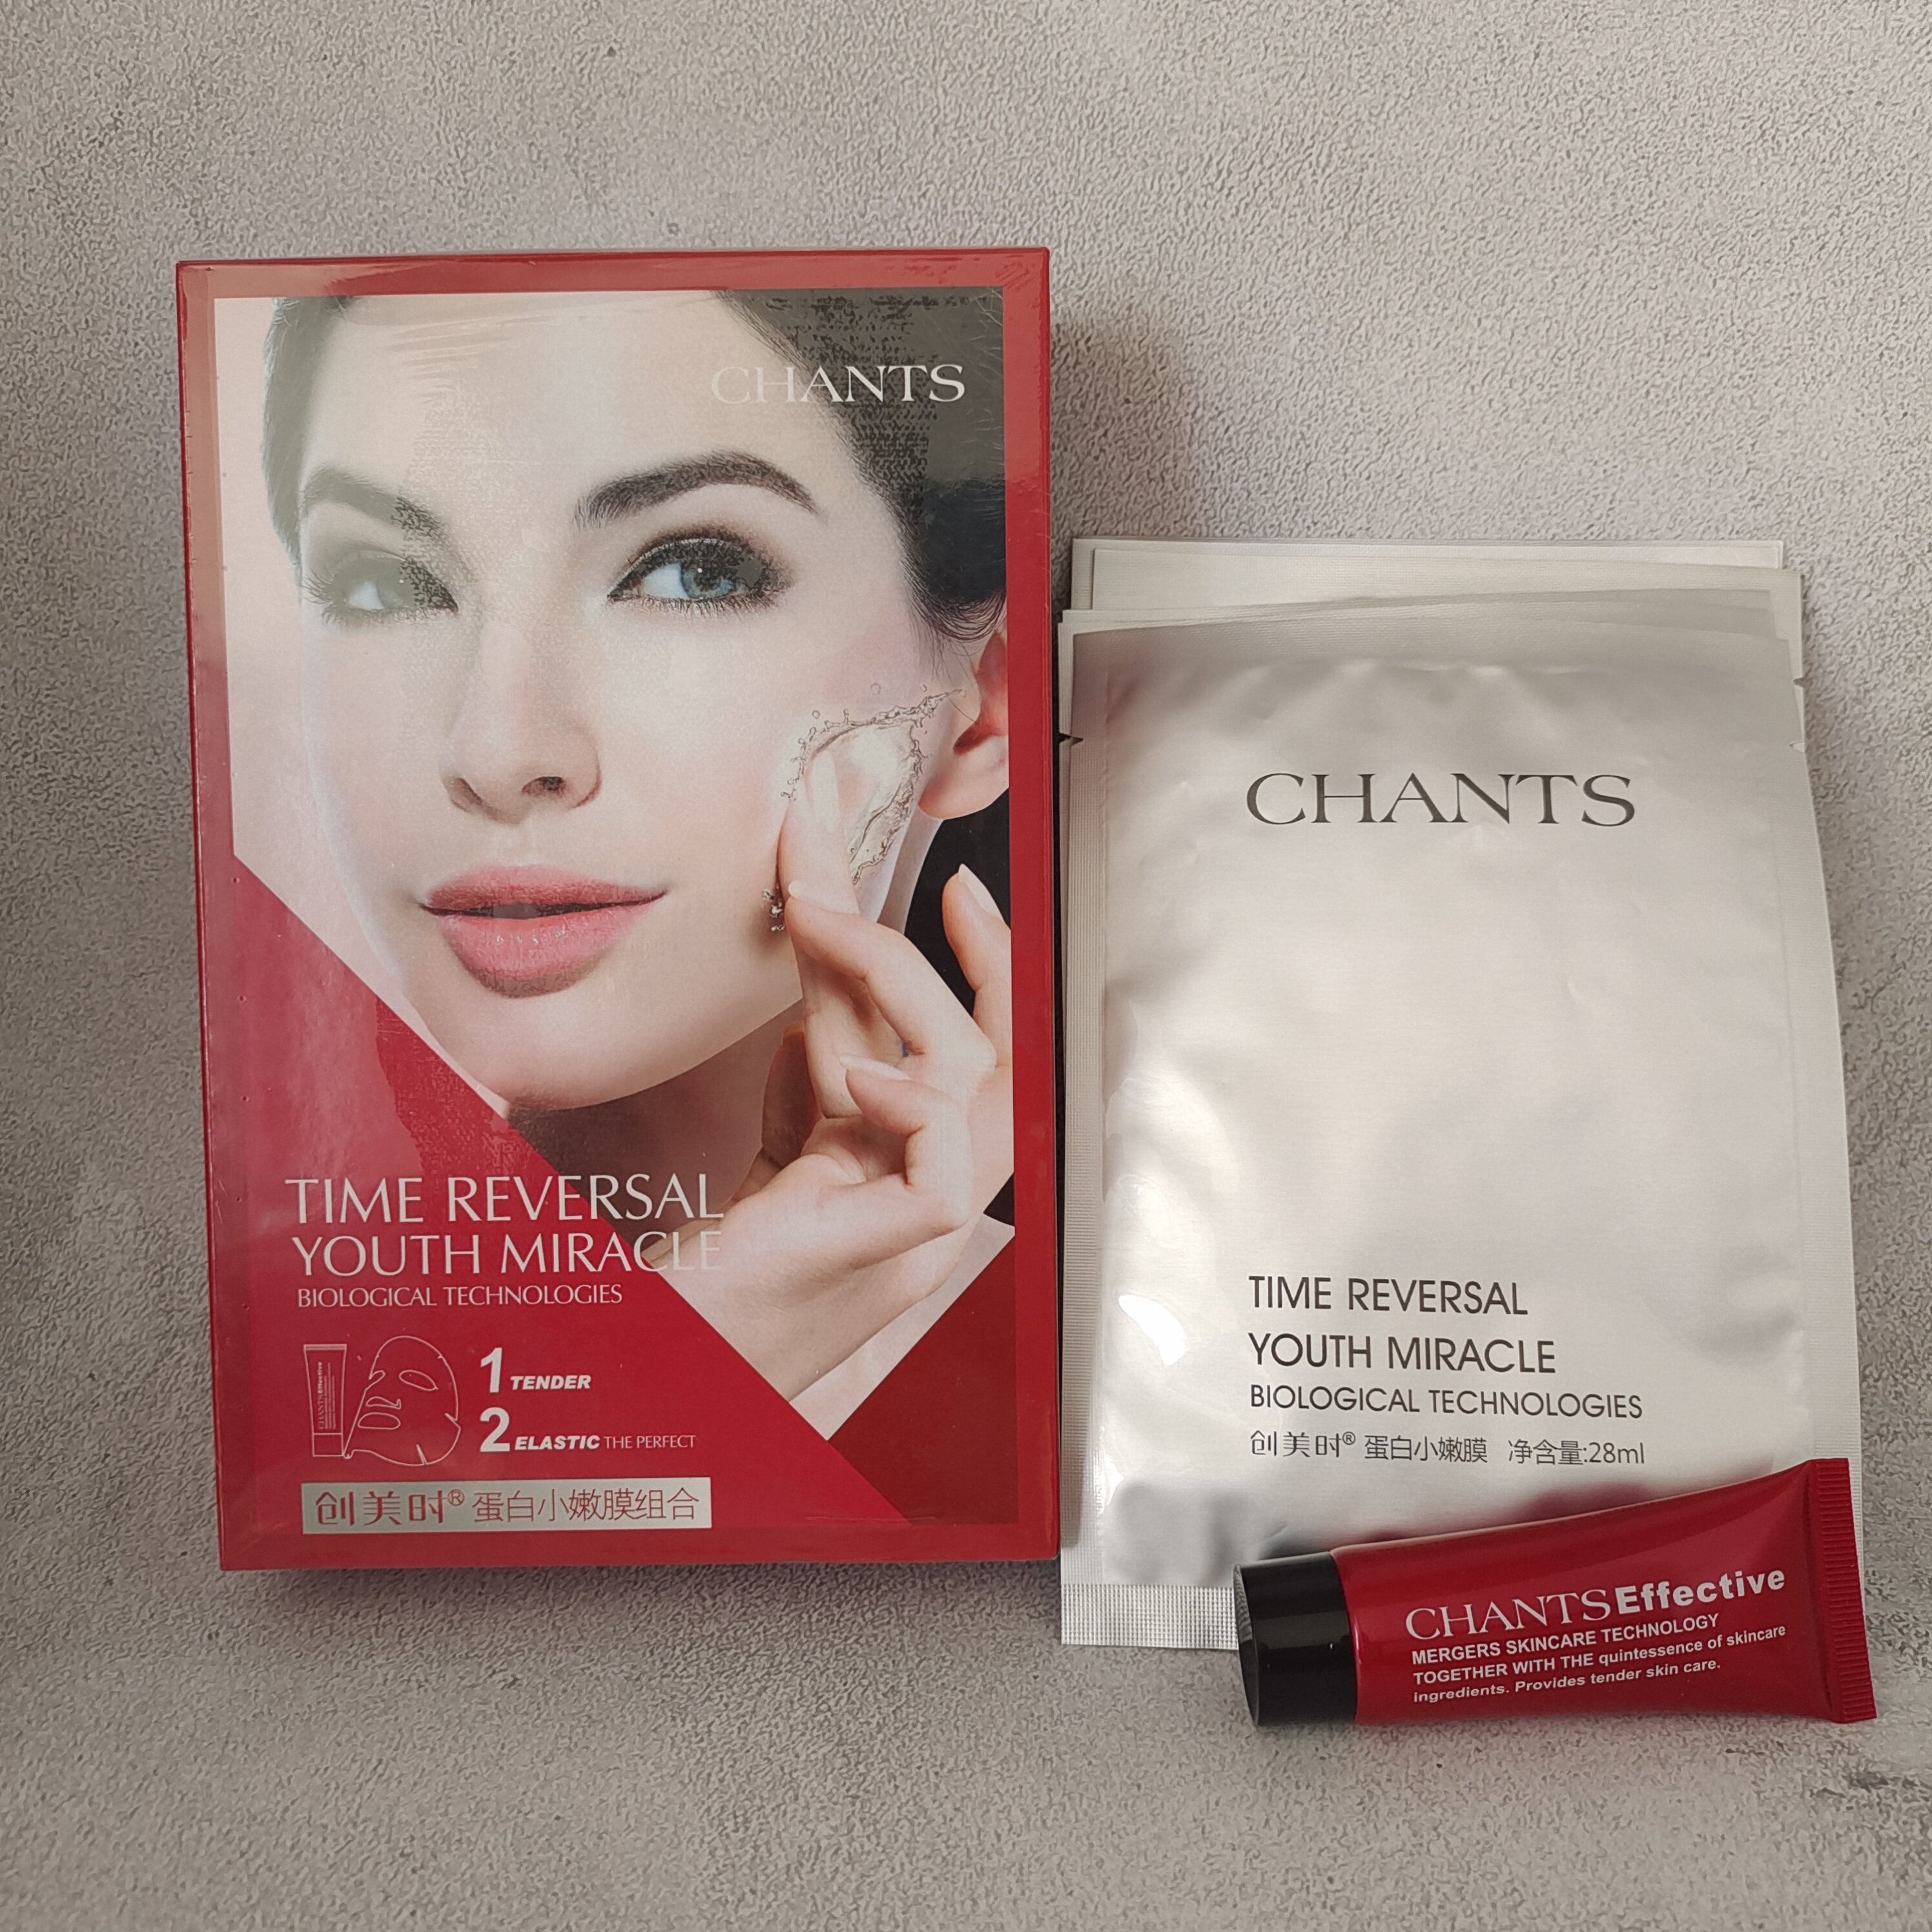 CHANTS
TIME REVERSAL
YOUTH MIRACLE
BIOLOGICAL TECHNOLOGIES
1 TENDER
2 ELASTIC THE PERFECT
创美时® 蛋白小嫩膜组合
CHANTS
TIME REVERSAL
YOUTH MIRACLE
BIOLOGICAL TECHNOLOGIES
创美时® 蛋白小嫩膜 净含量:28ml
CHANTS Effective
MERGERS SKINCARE TECHNOLOGY
TOGETHER WITH THE quintessence of skincare
ingredients. Provides tender skin care.